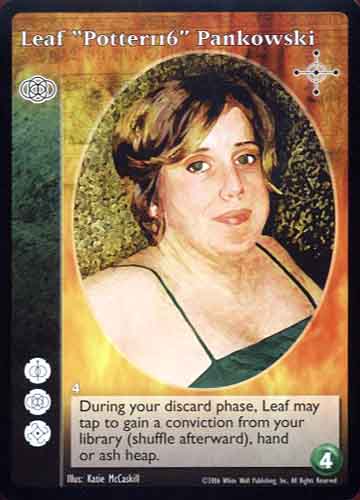 Leaf "Potter116" Pankowski
4
During your discard phase, Leaf may
tap to gain a conviction from your
library (shuffle afterward), hand
or ash heap.
4
Illus: Katie McCaskill
©2006 White Wolf Publishing, Inc. All Rights Reserved.